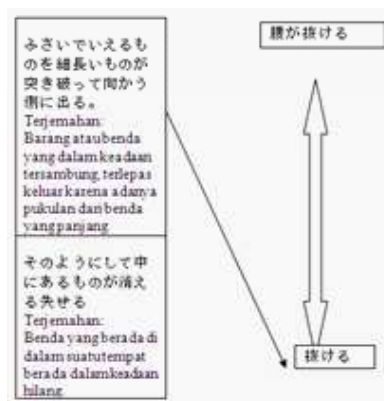 ふさいでいえるも
のを細長いものが
突き破って向かう
側に出る。
Terjemahan:
Barang atau benda
yang dalam keadaan
tersambung, terlepas
keluar karena adanya
pukulan dari benda
yang panjang
そのようにして中
にあるものが消え
る失せる
Terjemahan:
Benda yang berada di
dalam suatu tempat
berada dalam keadaan
hilang
腰が抜ける
抜ける